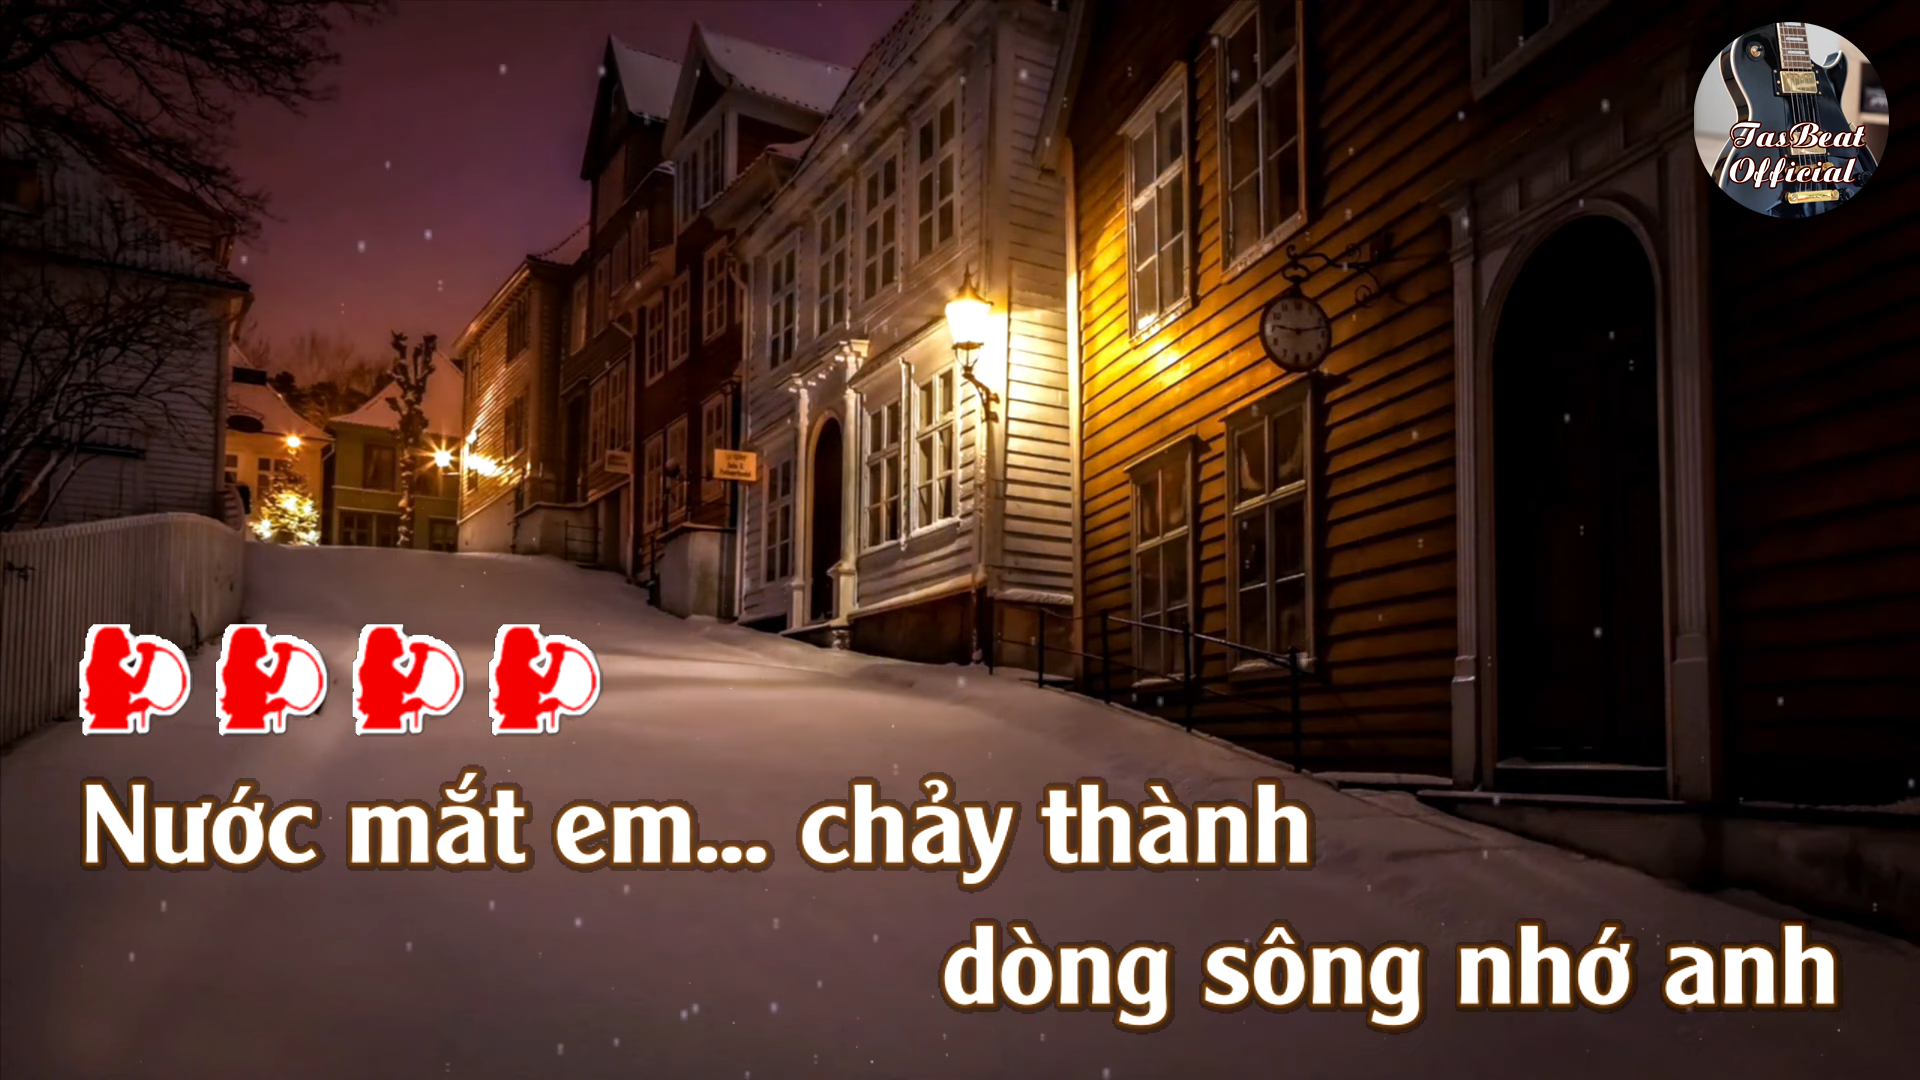 TasBeat
Official
Nước mắt em... chảy thành
dòng sông nhớ anh